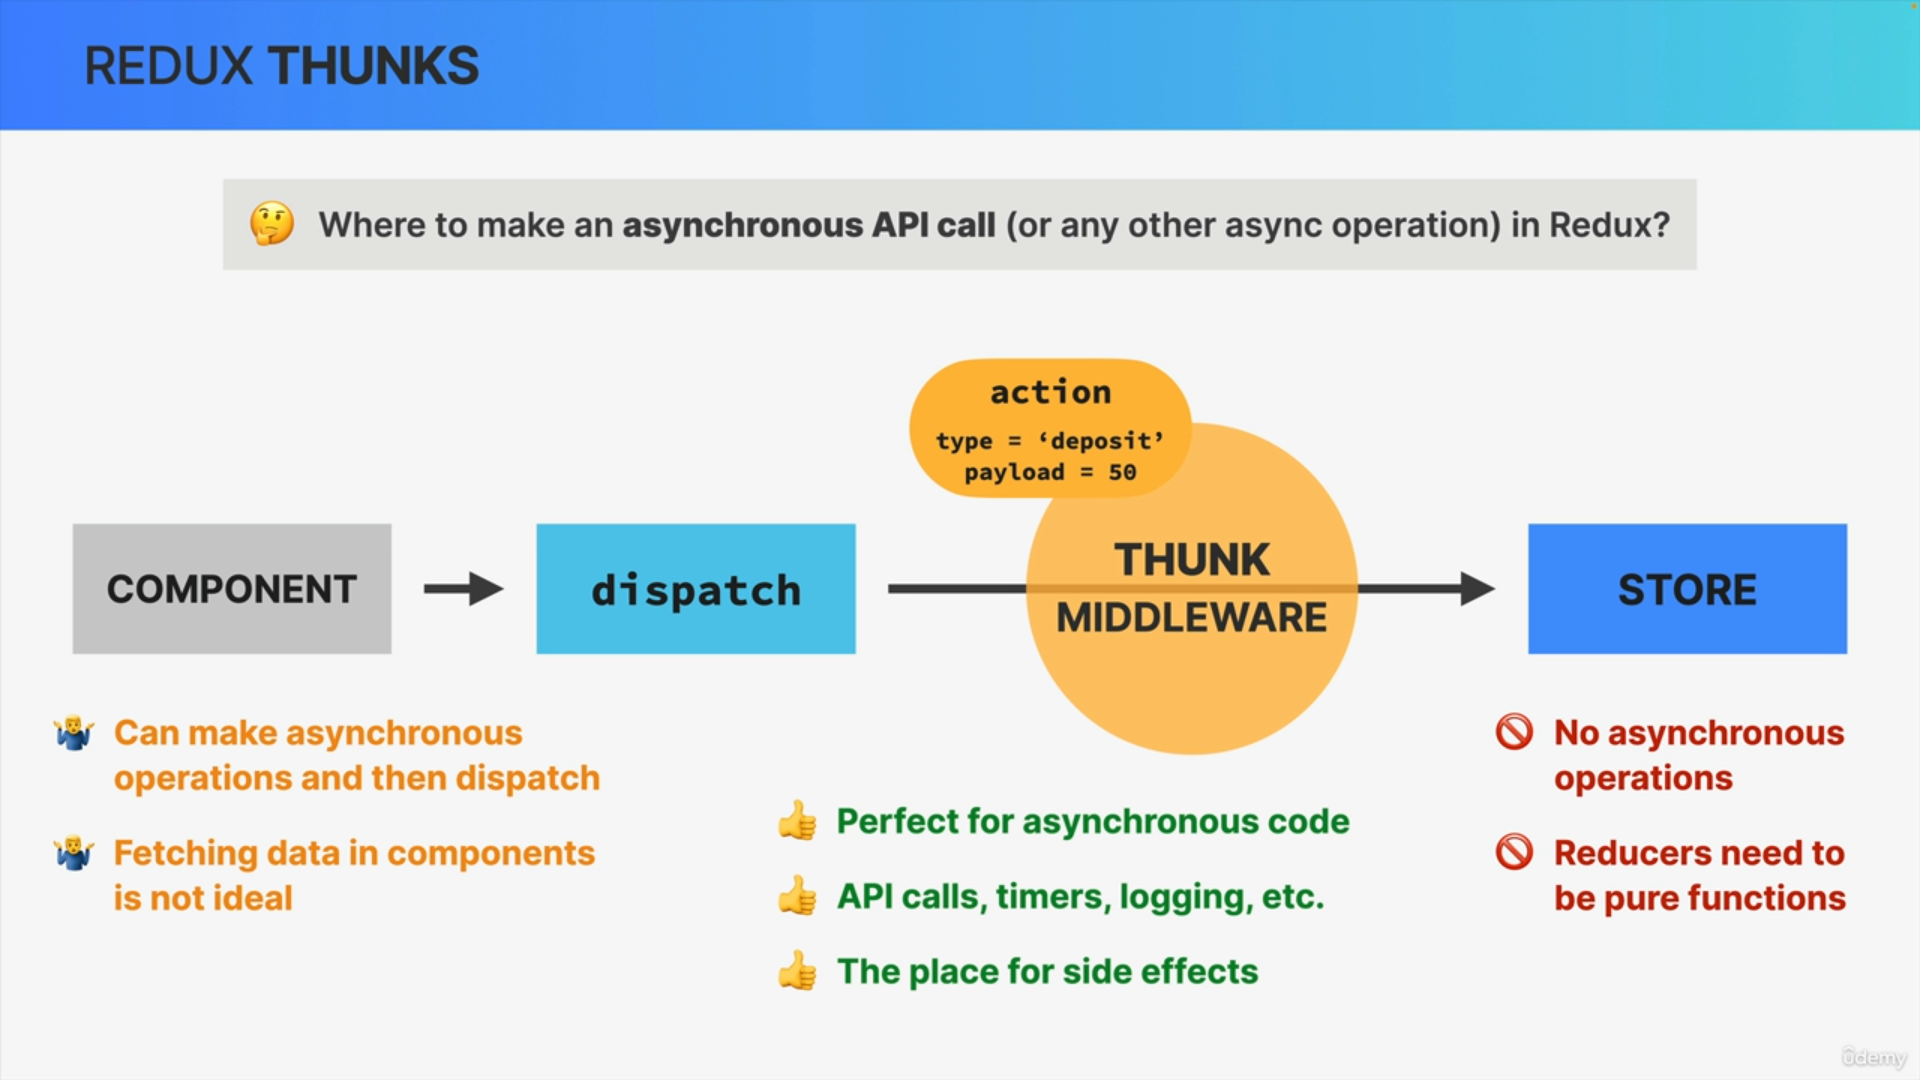 REDUX THUNKS
🤔 Where to make an asynchronous API call (or any other async operation) in Redux?
action
type = ‘deposit’
payload = 50
COMPONENT
dispatch
THUNK
MIDDLEWARE
STORE
🤷‍♂️ Can make asynchronous
operations and then dispatch
🤷‍♂️ Fetching data in components
is not ideal
👍 Perfect for asynchronous code
👍 API calls, timers, logging, etc.
👍 The place for side effects
🚫 No asynchronous
operations
🚫 Reducers need to
be pure functions
ûdemy